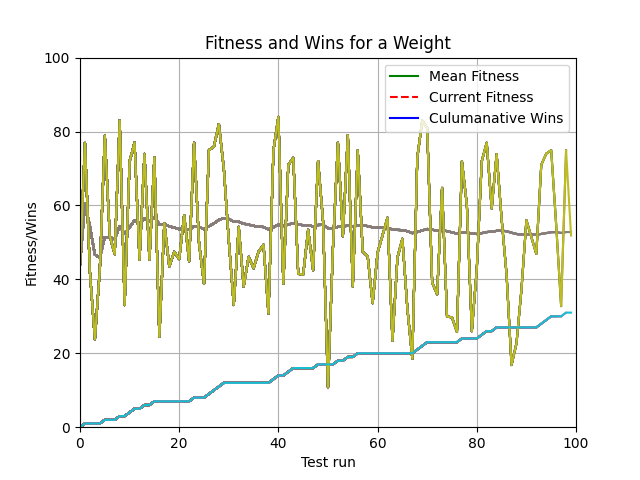 Fitness and Wins for a Weight
Mean Fitness
Current Fitness
Culumanative Wins
Fitness/Wins
100
80
60
40
20
0
0 20 40 60 80 100
Test run